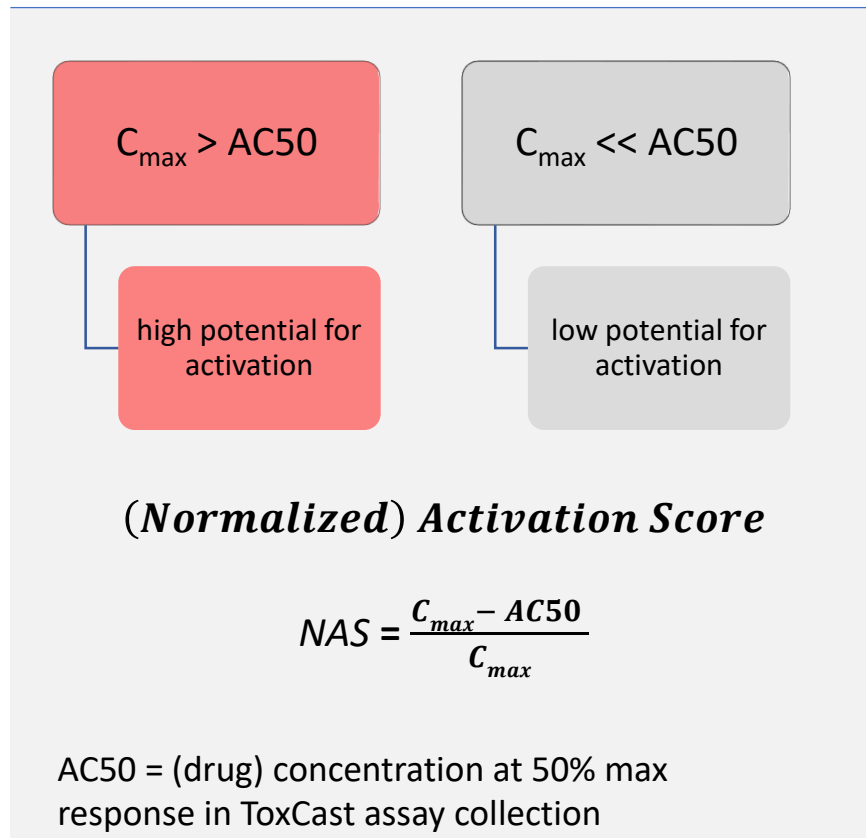 Cmax > AC50
Cmax << AC50
high potential for
activation
low potential for
activation
(Normalized) Activation Score
NAS = (Cmax − AC50) / Cmax
AC50 = (drug) concentration at 50% max
response in ToxCast assay collection